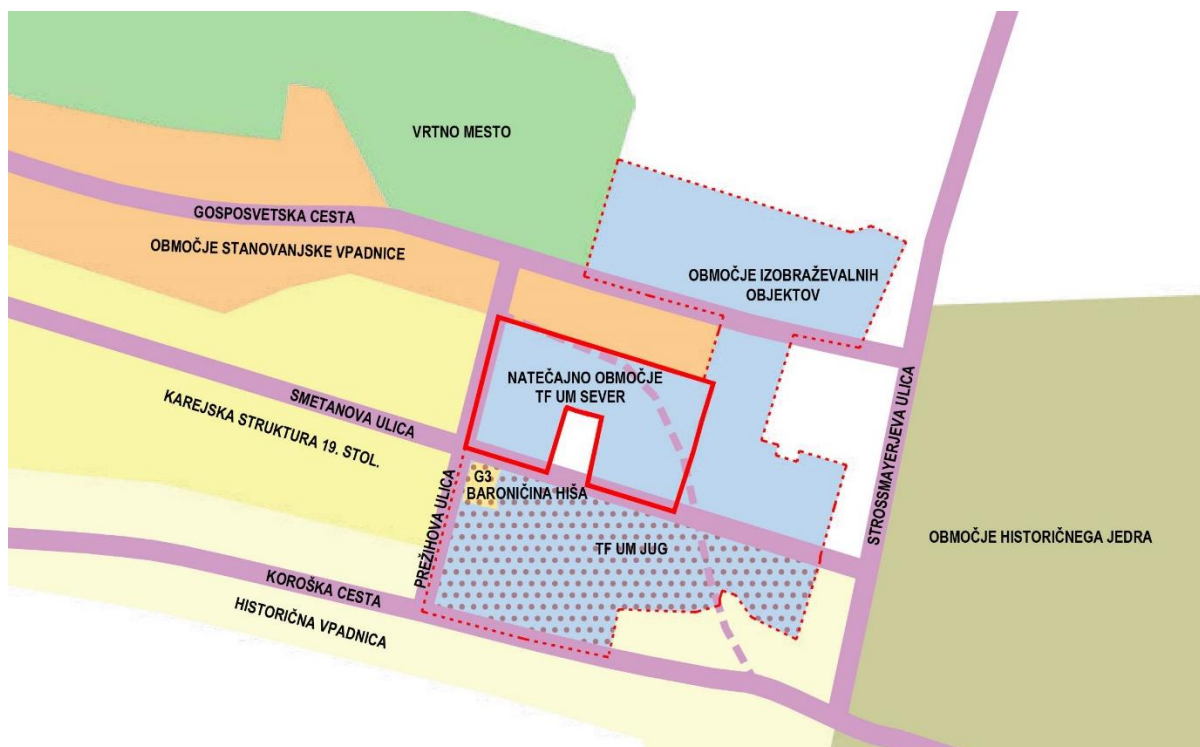 VRTNO MESTO
GOSPOSVETSKA CESTA
OBMOČJE STANOVANJSKE VPADNICE
OBMOČJE IZOBRAŽEVALNIH
OBJEKTOV
NATEČAJNO OBMOČJE
TF UM SEVER
SMETANOVA ULICA
KAREJSKA STRUKTURA 19. STOL.
G3
BARONIČINA HIŠA
PREŽIHOVA ULICA
STROSSMAYERJEVA ULICA
TF UM JUG
OBMOČJE HISTORIČNEGA JEDRA
KOROŠKA CESTA
HISTORIČNA VPADNICA